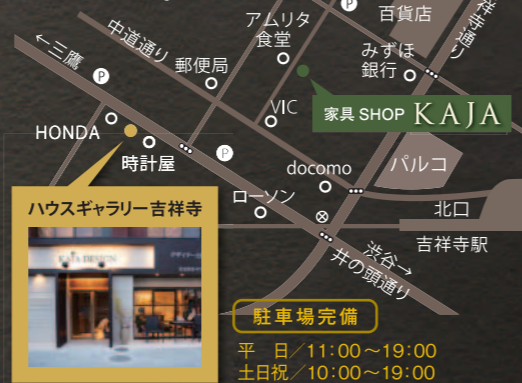 アムリタ
食堂
P
百貨店
吉祥寺通り
中道通り
みずほ
銀行
←三鷹
P
郵便局
家具 SHOP KAJA
VIC
HONDA
時計屋
P
docomo
パルコ
ローソン
北口
吉祥寺駅
ハウスギャラリー吉祥寺
KAJA DESIGN
渋谷→
井の頭通り
駐車場完備
平　日／11:00〜19:00
土日祝／10:00〜19:00